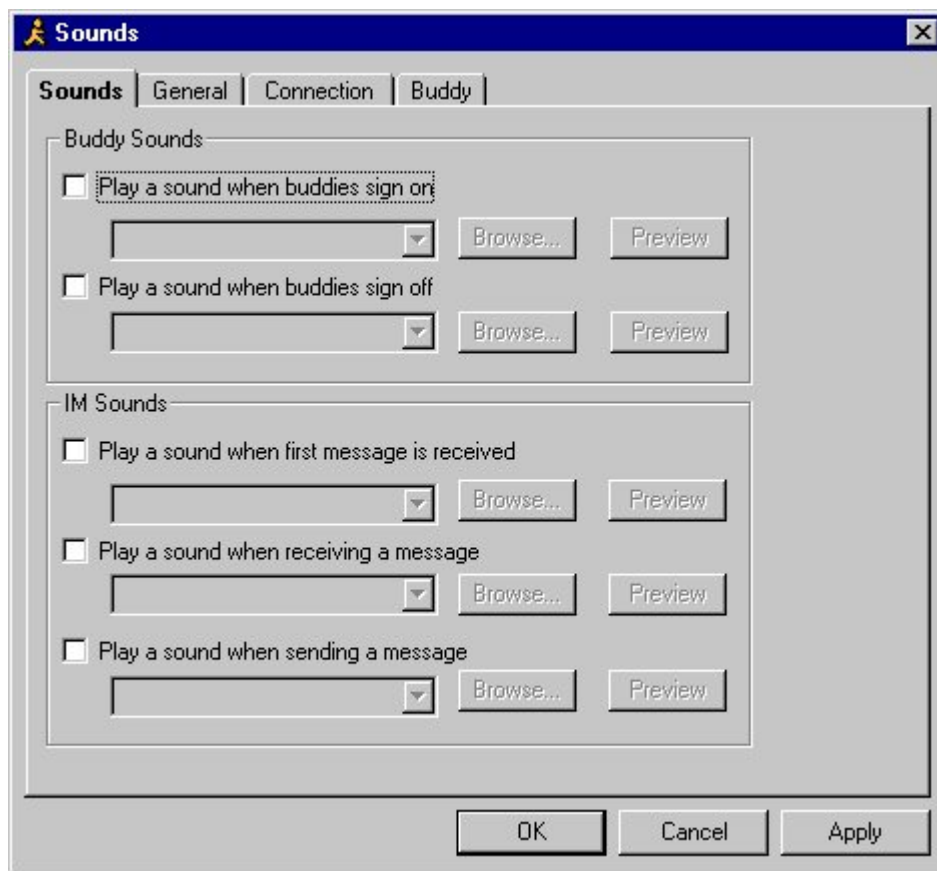 Sounds
Sounds General Connection Buddy
Buddy Sounds
Play a sound when buddies sign on
Browse... Preview
Play a sound when buddies sign off
Browse... Preview
IM Sounds
Play a sound when first message is received
Browse... Preview
Play a sound when receiving a message
Browse... Preview
Play a sound when sending a message
Browse... Preview
OK Cancel Apply